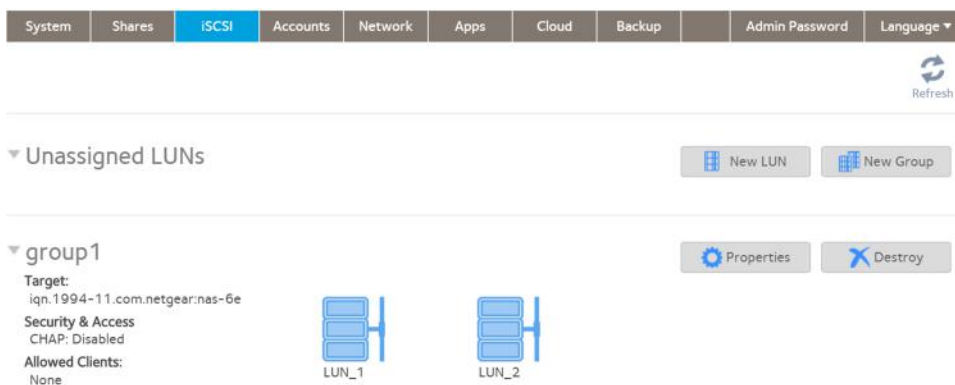 System Shares iSCSI Accounts Network Apps Cloud Backup Admin Password Language
Refresh
Unassigned LUNs New LUN New Group
group1 Properties Destroy
Target:
iqn.1994-11.com.netgear:nas-6e
Security & Access
CHAP: Disabled
Allowed Clients:
None
LUN_1 LUN_2